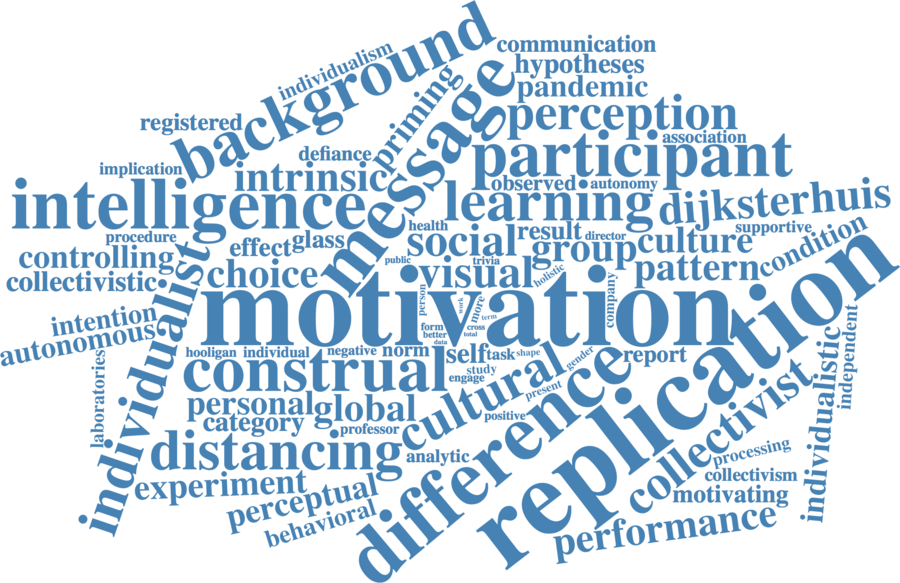 background
communication
hypotheses
individualism
pandemic
priming
message
perception
registered
participant
association
defiance
implication
intrinsic
observed
autonomy
intelligence
learning
dijksterhuis
health
result
director
supportive
procedure
effect
glass
social
group
culture
condition
controlling
public
trivia
collectivistic
choice
visual
holistic
pattern
individualist
motivation
person
work
more
company
term
intention
form
cross
better
total
data
autonomous
replication
hooligan
individual
negative
norm
self
task
shape
gender
report
independent
individualistic
laboratories
construal
study
engage
present
cultural
difference
personal
global
positive
category
professor
collectivist
distancing
analytic
processing
experiment
collectivism
perceptual
motivating
behavioral
performance